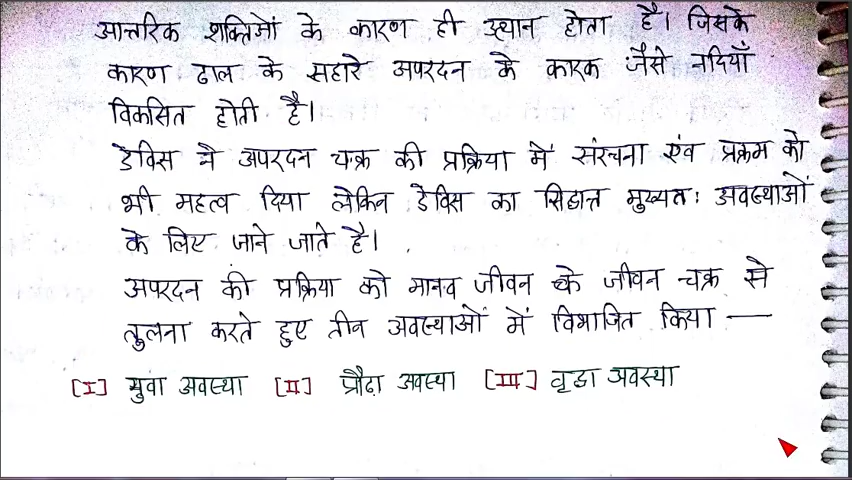 आन्तरिक शक्तिओं के कारण ही उत्थान होता है। जिसके
कारण ढाल के सहारे अपरदन के कारक जैसे नदियाँ
विकसित होती है।
डेविस ने अपरदन चक्र की प्रक्रिया में संरचना एंव प्रक्रम को
भी महत्व दिया लेकिन डेविस का सिद्धान्त मुख्यतः अवस्थाओं
के लिए जाने जाते है।
अपरदन की प्रक्रिया को मानव जीवन के जीवन चक्र से
तुलना करते हुए तीन अवस्थाओं में विभाजित किया —
[I] युवा अवस्था [II] प्रौढ़ा अवस्था [III] वृद्धा अवस्था